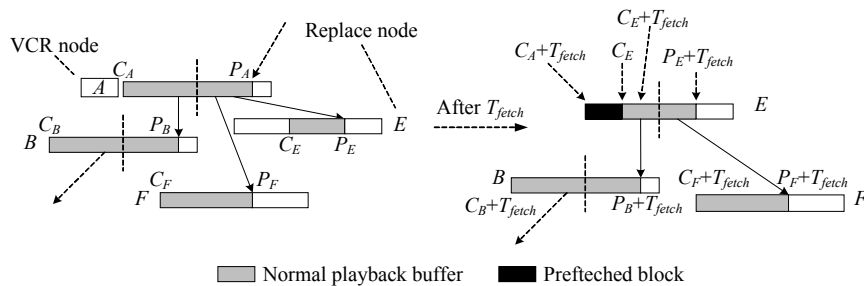 C_E+T_fetch
VCR node
Replace node
C_A
P_A
C_A+T_fetch
C_E
P_E+T_fetch
A
C_B
P_B
E
After T_fetch
E
B
C_E
P_E
C_F
P_F
B
C_F+T_fetch
P_F+T_fetch
F
C_B+T_fetch
P_B+T_fetch
F
Normal playback buffer
Prefteched block